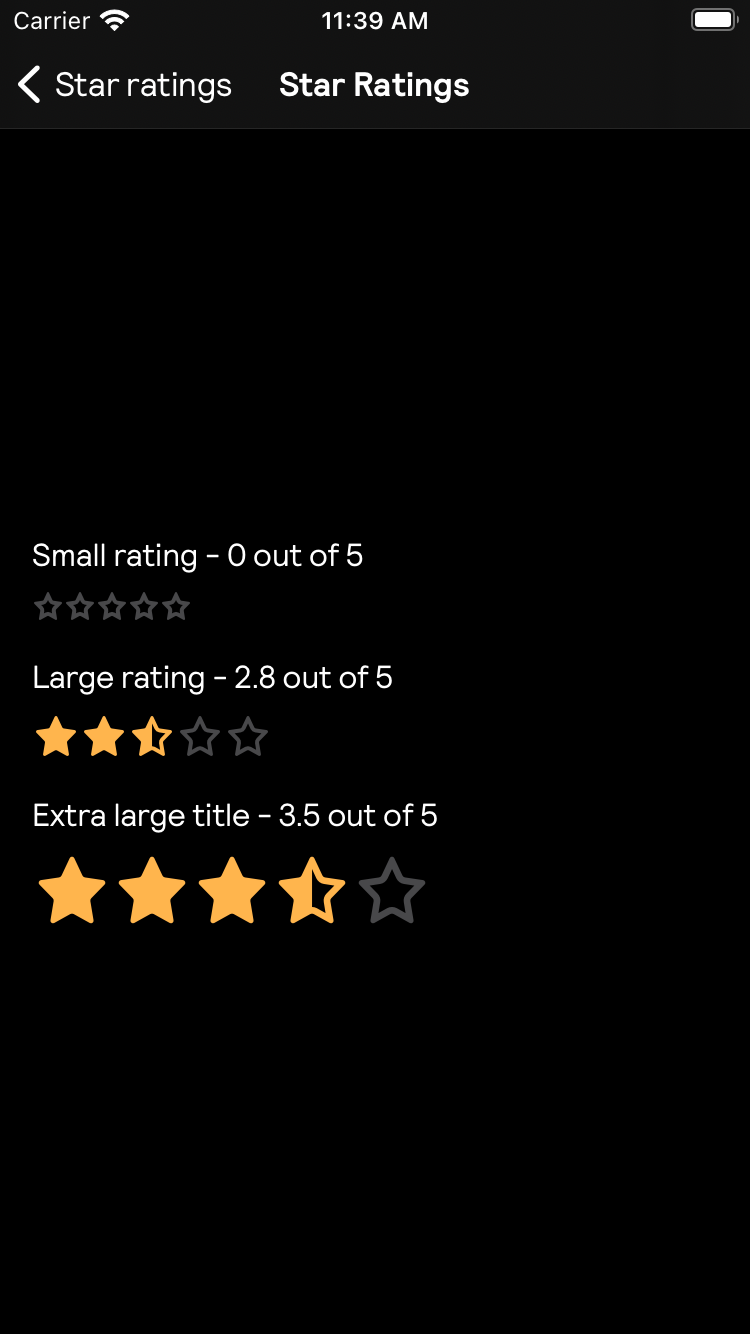 Carrier 11:39 AM
Star ratings Star Ratings
Small rating - 0 out of 5
Large rating - 2.8 out of 5
Extra large title - 3.5 out of 5